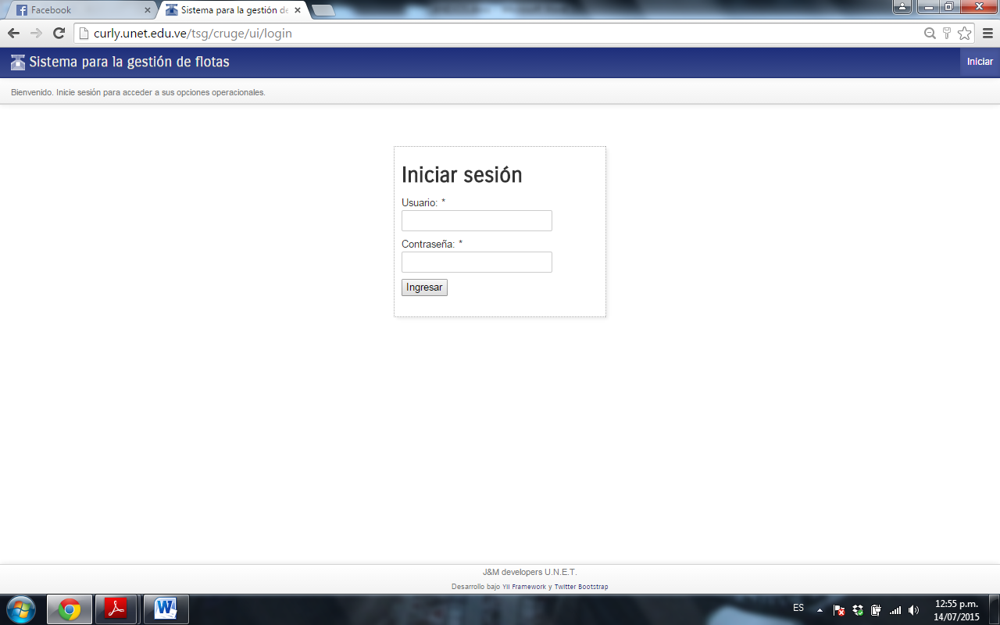 Facebook
Sistema para la gestión de
curly.unet.edu.ve/tsg/cruge/ui/login
Sistema para la gestión de flotas
Iniciar
Bienvenido. Inicie sesión para acceder a sus opciones operacionales.
Iniciar sesión
Usuario: *
Contraseña: *
Ingresar
J&M developers U.N.E.T.
Desarrollo bajo YII Framework y Twitter Bootstrap
ES
12:55 p.m.
14/07/2015